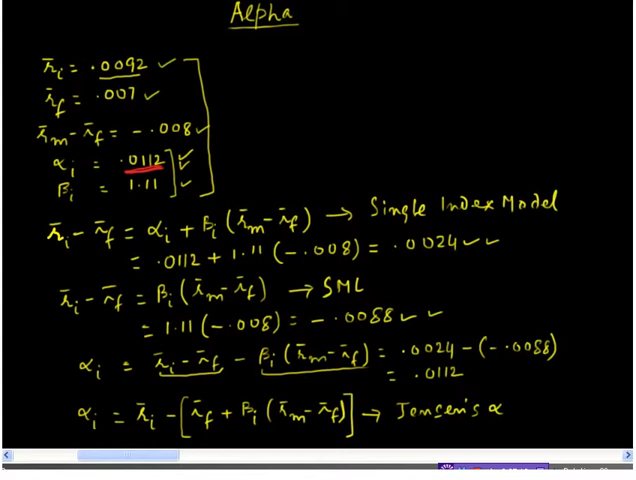 Alpha
r̄i = .0092 ✓
r̄f = .007 ✓
r̄m - r̄f = -.008 ✓
αi = .0112 ✓✓
βi = 1.11 ✓
r̄i - r̄f = αi + βi (r̄m - r̄f) → Single Index Model
= .0112 + 1.11 (-.008) = .0024 ✓ ✓
r̄i - r̄f = βi (r̄m - r̄f) → SML
= 1.11 (-.008) = -.0088 ✓ ✓
αi = r̄i - r̄f - βi (r̄m - r̄f) = .0024 - (-.0088)
= .0112
αi = r̄i - [r̄f + βi (r̄m - r̄f)] → Jensen's α